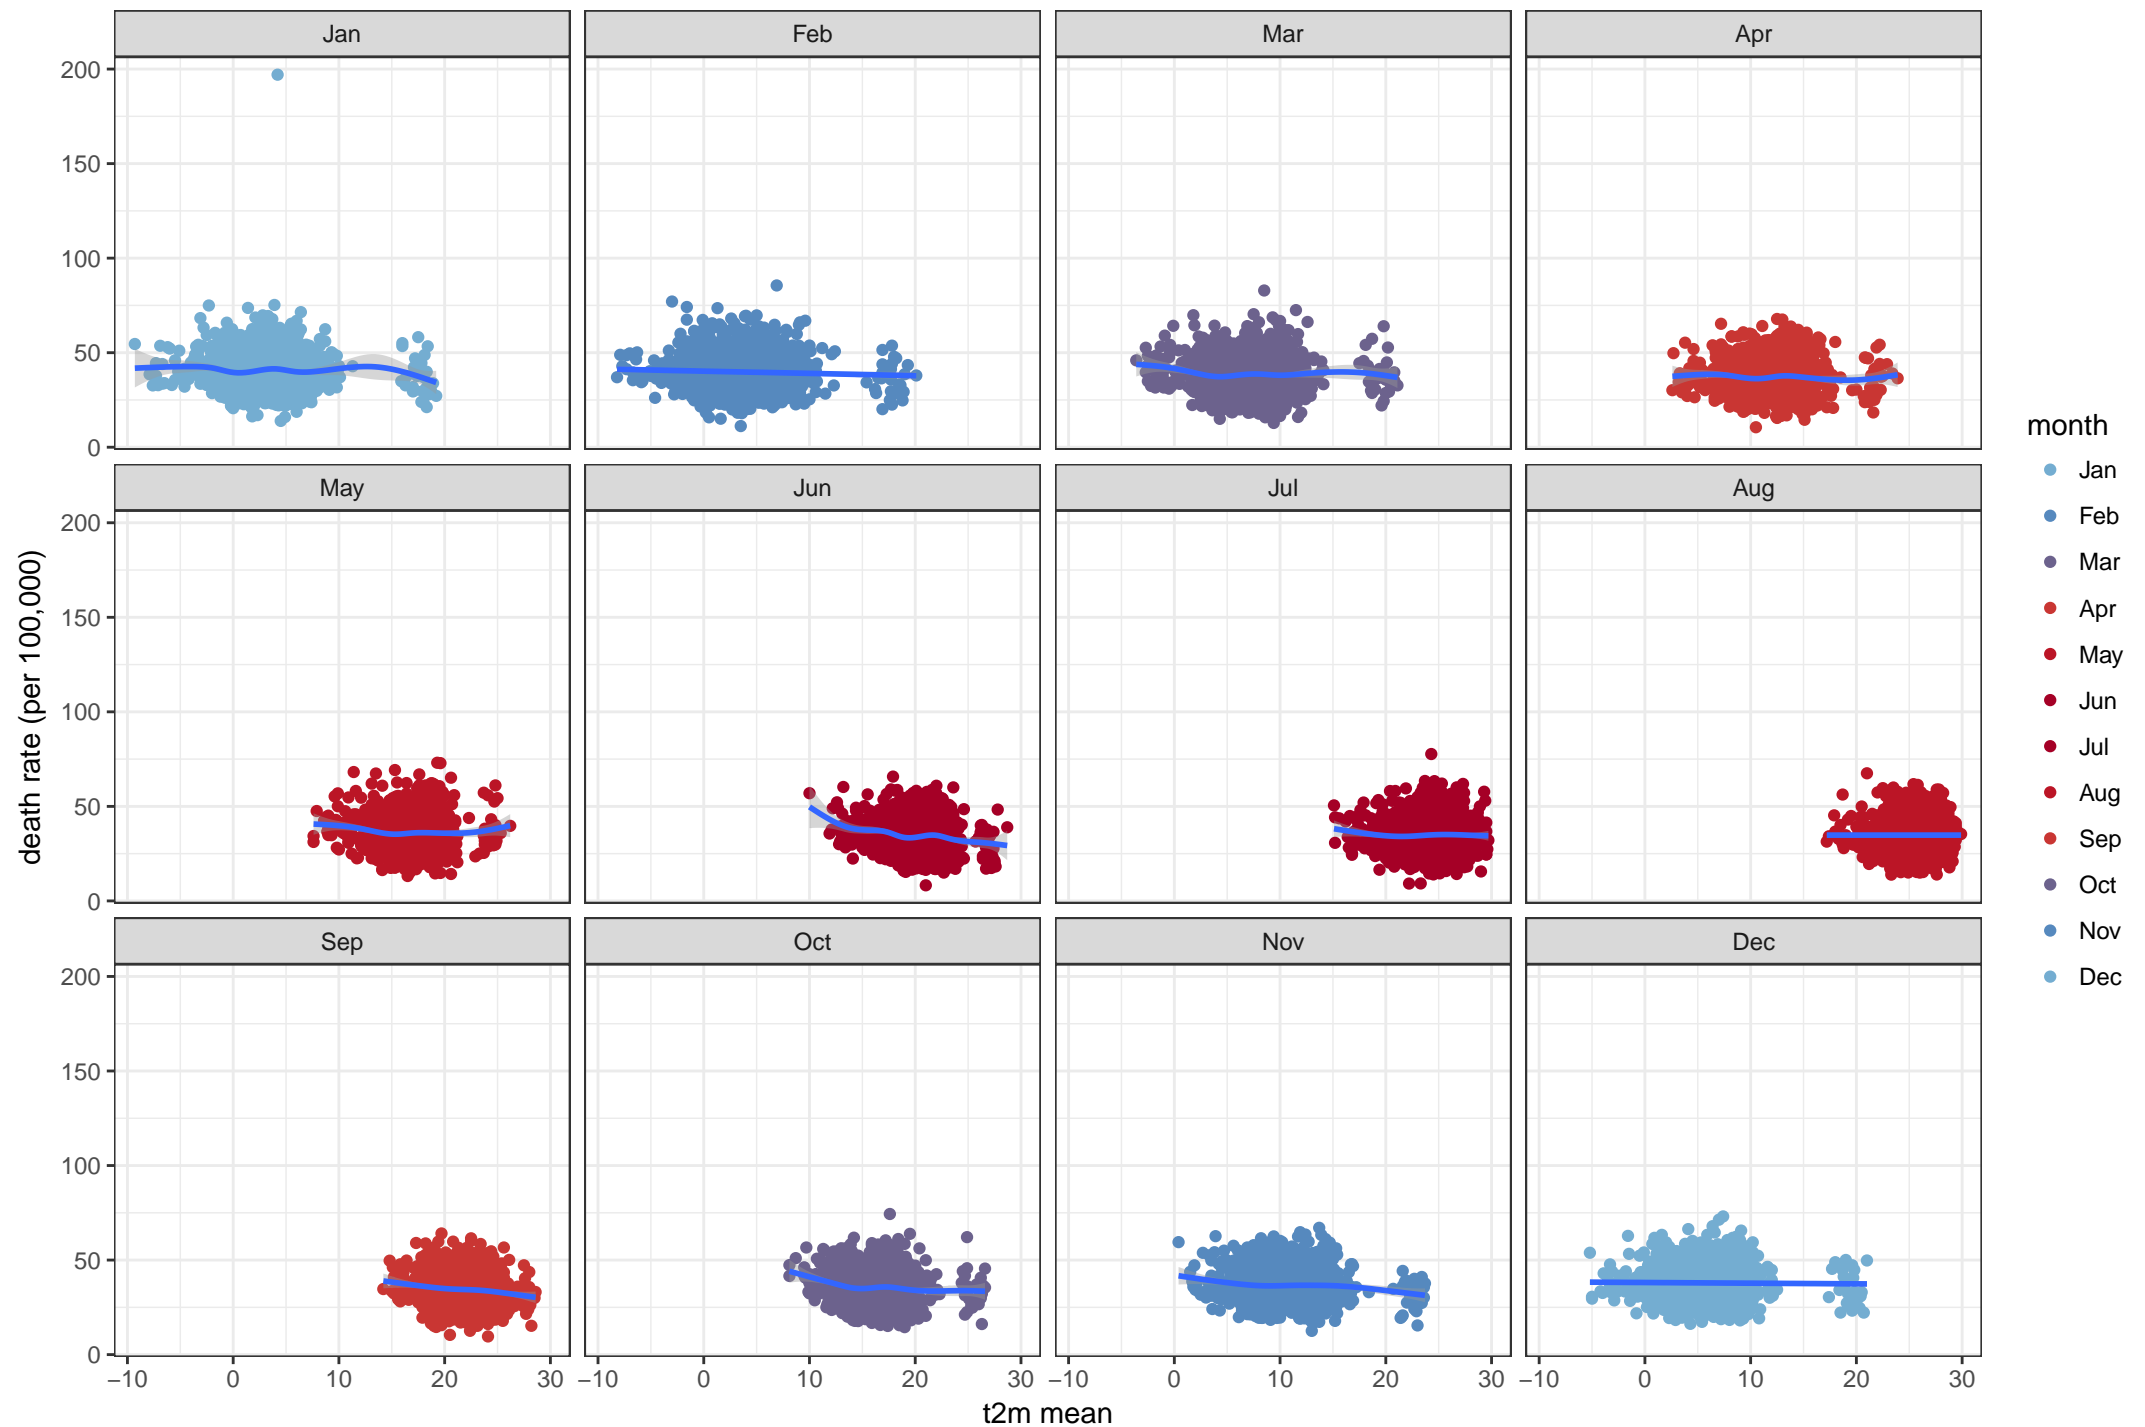 Jan Feb Mar Apr
200
150
100
50
0
May Jun Jul Aug
200
150
100
50
0
Sep Oct Nov Dec
200
150
100
50
0
−10 0 10 20 30 −10 0 10 20 30 −10 0 10 20 30 −10 0 10 20 30
t2m mean
death rate (per 100,000)
month
Jan
Feb
Mar
Apr
May
Jun
Jul
Aug
Sep
Oct
Nov
Dec